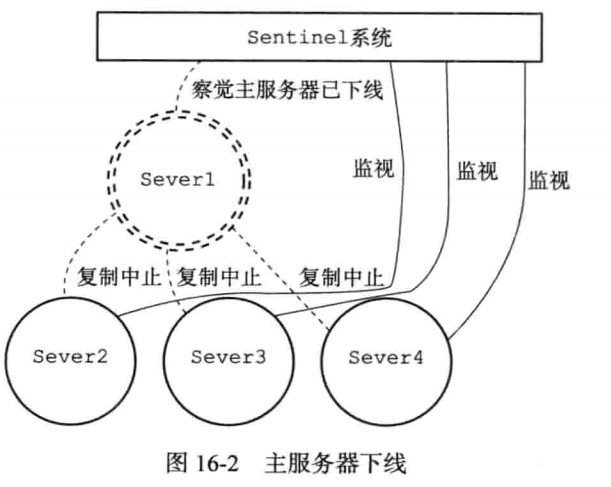 Sentinel系统
察觉主服务器已下线
Sever1
监视
监视
监视
复制中止
复制中止
复制中止
Sever2
Sever3
Sever4
图 16-2 主服务器下线